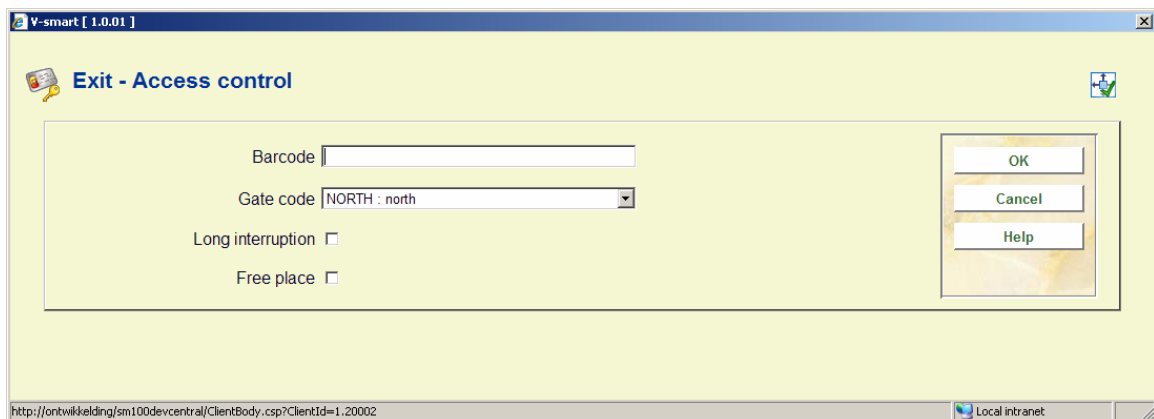 V-smart [ 1.0.01 ]
Exit - Access control
Barcode
Gate code NORTH : north
Long interruption
Free place
OK
Cancel
Help
http://ontwikkelding/sm100devcentral/ClientBody.csp?ClientId=1.20002
Local intranet